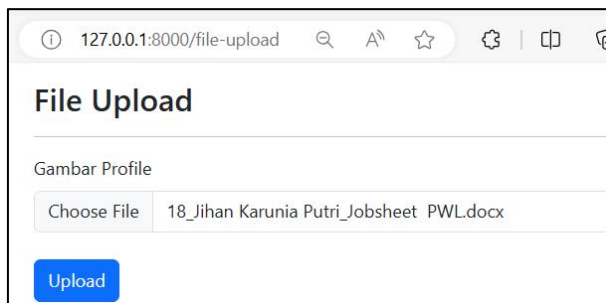 127.0.0.1:8000/file-upload
File Upload
Gambar Profile
Choose File 18_Jihan Karunia Putri_Jobsheet PWL.docx
Upload